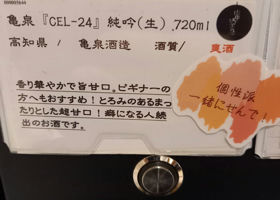 000005644
亀泉『CEL-24』純吟(生) 720ml
高知県 / 亀泉酒造 酒質/ 爽酒
香り華やかで旨甘口。ビギナーの
方へもおすすめ！とろみのあるまっ
たりとした超甘口！癖になる人続
出のお酒です。
個性派
一緒にせんで